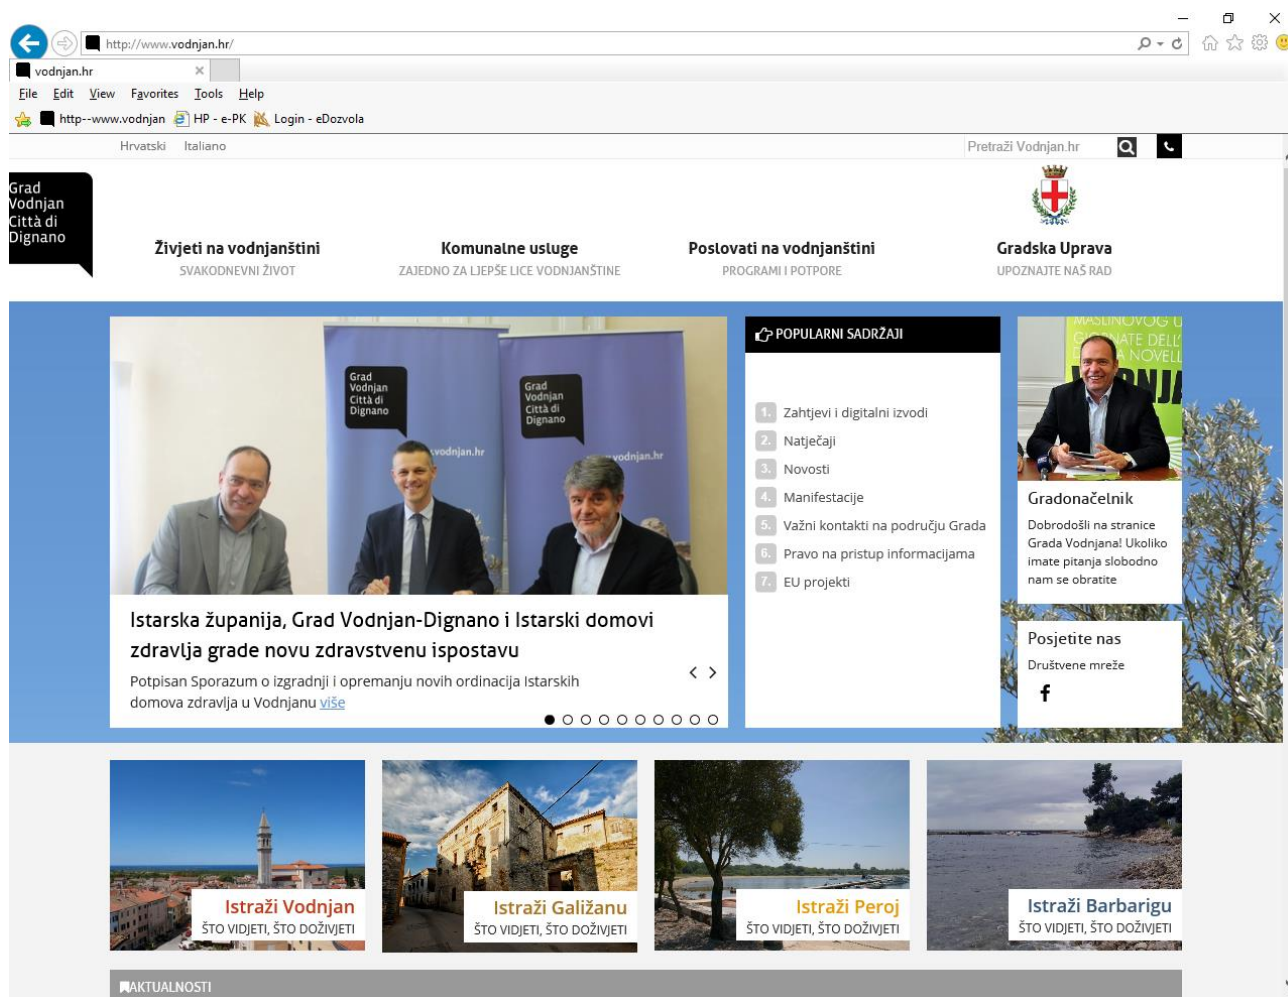 http://www.vodnjan.hr/
vodnjan.hr
File Edit View Favorites Tools Help
http--www.vodnjan HP - e-PK Login - eDozvola
Hrvatski Italiano
Pretraži Vodnjan.hr
Grad
Vodnjan
Città di
Dignano
Živjeti na vodnjanštini
SVAKODNEVNI ŽIVOT
Komunalne usluge
ZAJEDNO ZA LJEPŠE LICE VODNJANŠTINE
Poslovati na vodnjanštini
PROGRAMI I POTPORE
Gradska Uprava
UPOZNAJTE NAŠ RAD
Grad
Vodnjan
Città di
Dignano
vodnjan.hr
Grad
Vodnjan
Città di
Dignano
vodnjan.hr
Istarska županija, Grad Vodnjan-Dignano i Istarski domovi
zdravlja grade novu zdravstvenu ispostavu
Potpisan Sporazum o izgradnji i opremanju novih ordinacija Istarskih
domova zdravlja u Vodnjanu više
POPULARNI SADRŽAJI
1. Zahtjevi i digitalni izvodi
2. Natječaji
3. Novosti
4. Manifestacije
5. Važni kontakti na području Grada
6. Pravo na pristup informacijama
7. EU projekti
MASLINOVOG U
GIORNATE DELL'
NOVELL
Gradonačelnik
Dobrodošli na stranice
Grada Vodnjana! Ukoliko
imate pitanja slobodno
nam se obratite
Posjetite nas
Društvene mreže
Istraži Vodnjan
ŠTO VIDJETI, ŠTO DOŽIVJETI
Istraži Galižanu
ŠTO VIDJETI, ŠTO DOŽIVJETI
Istraži Peroj
ŠTO VIDJETI, ŠTO DOŽIVJETI
Istraži Barbarigu
ŠTO VIDJETI, ŠTO DOŽIVJETI
AKTUALNOSTI